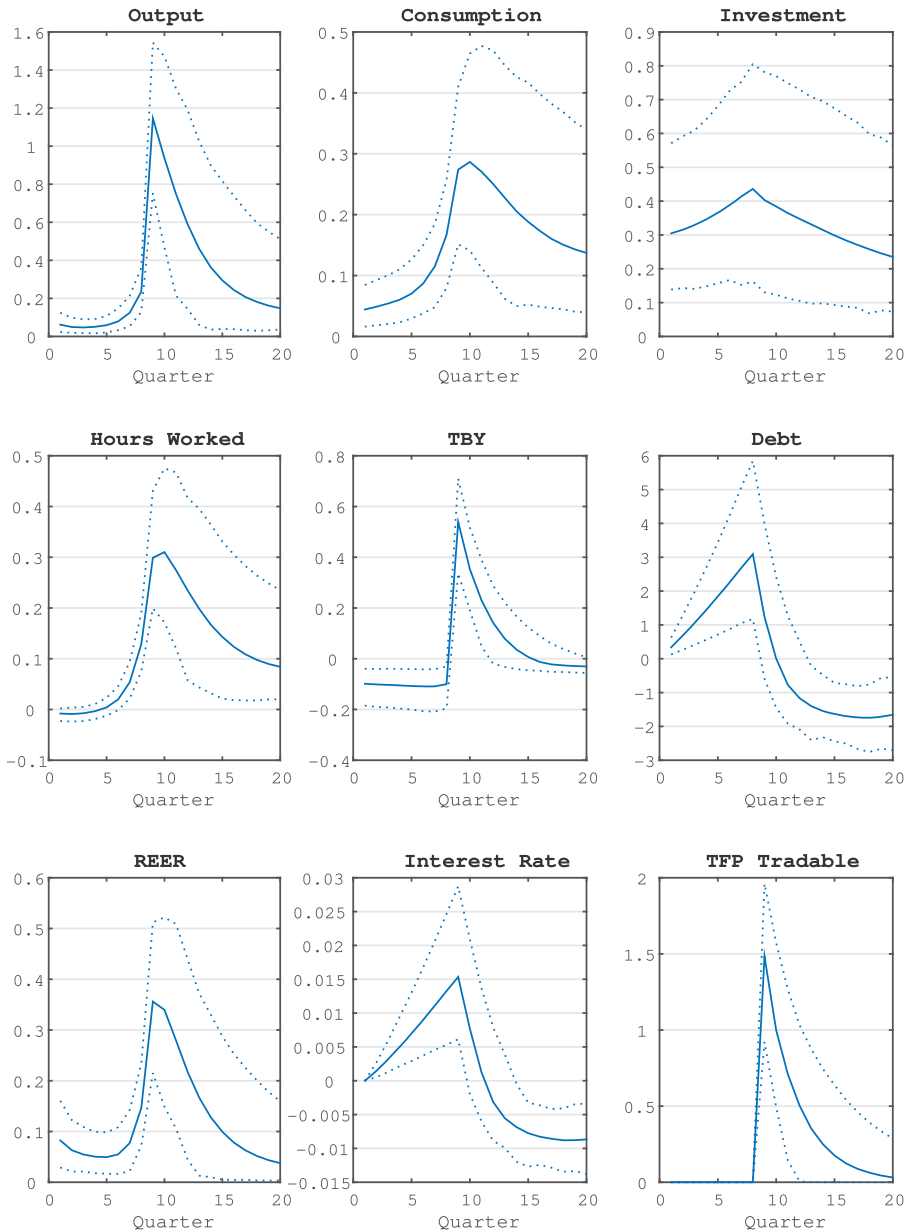 Output Consumption Investment
1.6 0.5 0.9
1.4 0.8
1.2 0.4 0.7
1 0.6
0.8 0.3 0.5
0.6 0.2 0.4
0.4 0.3
0.2 0.1 0.2
0.1
0 0 0
0 5 10 15 20 0 5 10 15 20 0 5 10 15 20
Quarter Quarter Quarter
Hours Worked TBY Debt
0.5 0.8 6
0.4 0.6 5
0.3 0.4 4
0.2 0.2 3
0.1 0 2
0 -0.2 1
-0.1 -0.4 0
-1
-2
-3
0 5 10 15 20 0 5 10 15 20 0 5 10 15 20
Quarter Quarter Quarter
REER Interest Rate TFP Tradable
0.6 0.03 2
0.5 0.025
0.4 0.02 1.5
0.3 0.015
0.2 0.01 1
0.1 0.005
0 0 0.5
-0.005
-0.01
-0.015 0
0 5 10 15 20 0 5 10 15 20 0 5 10 15 20
Quarter Quarter Quarter